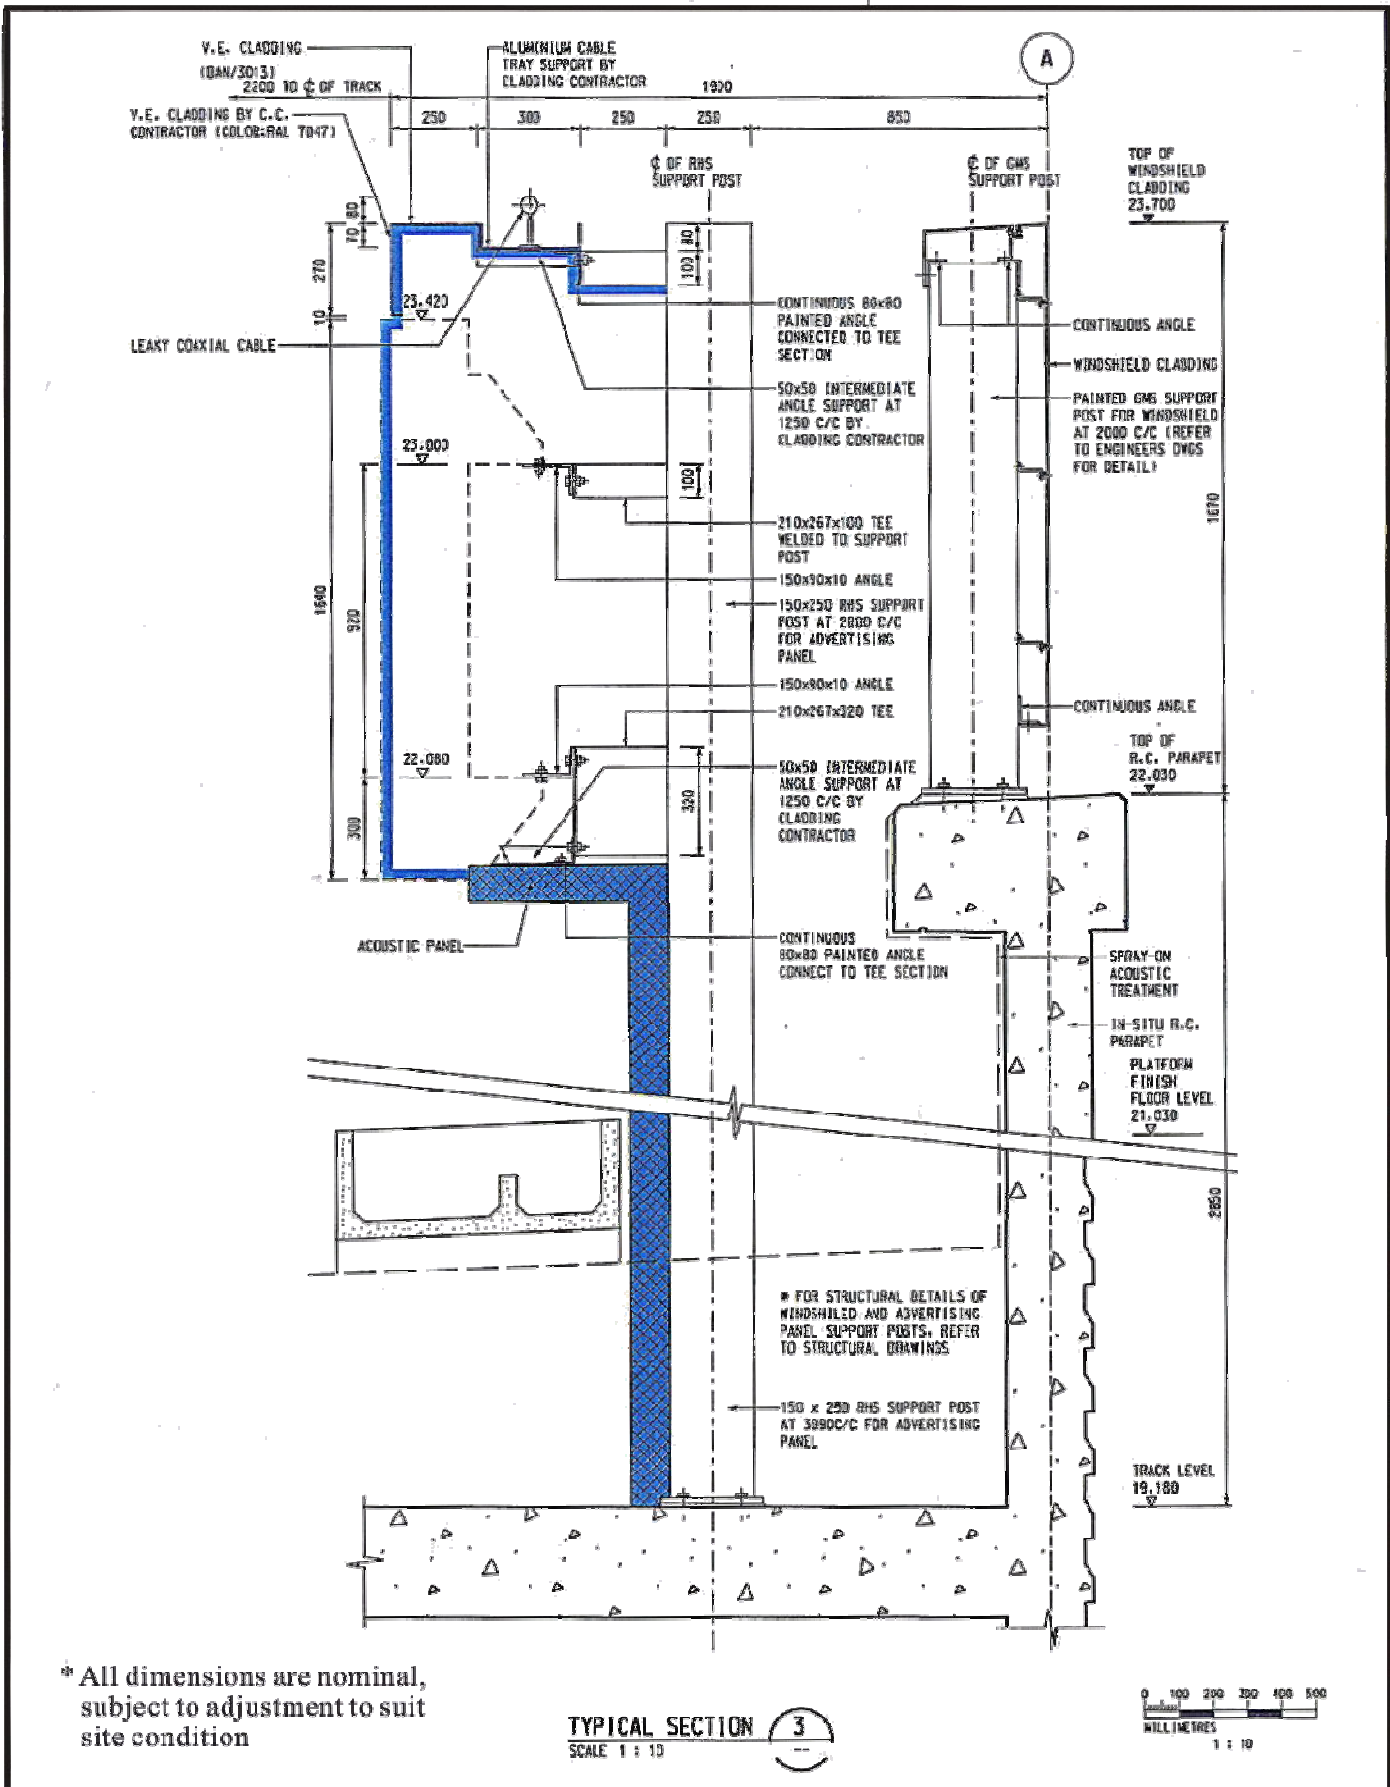 V.E. CLADDING
(OAN/3013)
2200 TO ℄ OF TRACK
V.E. CLADDING BY C.C.
CONTRACTOR (COLOR:RAL 7047)
ALUMINIUM CABLE
TRAY SUPPORT BY
CLADDING CONTRACTOR
A
1900
250
300
250
250
850
℄ OF RHS
SUPPORT POST
℄ OF GMS
SUPPORT POST
TOP OF
WINDSHIELD
CLADDING
23.700
80
70
270
10
23.420
LEAKY COAXIAL CABLE
80
100
CONTINUOUS 80x80
PAINTED ANGLE
CONNECTED TO TEE
SECTION
50x50 INTERMEDIATE
ANGLE SUPPORT AT
1250 C/C BY
CLADDING CONTRACTOR
CONTINUOUS ANGLE
WINDSHIELD CLADDING
PAINTED GMS SUPPORT
POST FOR WINDSHIELD
AT 2000 C/C (REFER
TO ENGINEERS DWGS
FOR DETAIL)
23.000
100
1670
210x267x100 TEE
WELDED TO SUPPORT
POST
150x90x10 ANGLE
150x250 RHS SUPPORT
POST AT 2000 C/C
FOR ADVERTISING
PANEL
1640
920
150x90x10 ANGLE
210x267x320 TEE
CONTINUOUS ANGLE
22.080
TOP OF
R.C. PARAPET
22.030
50x50 INTERMEDIATE
ANGLE SUPPORT AT
1250 C/C BY
CLADDING
CONTRACTOR
300
320
ACOUSTIC PANEL
CONTINUOUS
80x80 PAINTED ANGLE
CONNECT TO TEE SECTION
SPRAY-ON
ACOUSTIC
TREATMENT
IN-SITU R.C.
PARAPET
PLATFORM
FINISH
FLOOR LEVEL
21.030
2850
* FOR STRUCTURAL DETAILS OF
WINDSHILED AND ADVERTISING
PANEL SUPPORT POSTS, REFER
TO STRUCTURAL DRAWINGS
150 x 250 RHS SUPPORT POST
AT C/C FOR ADVERTISING
PANEL
TRACK LEVEL
19.180
* All dimensions are nominal,
subject to adjustment to suit
site condition
TYPICAL SECTION 3
SCALE 1 : 10
--
0 100 200 300 400 500
MILLIMETRES
1 : 10